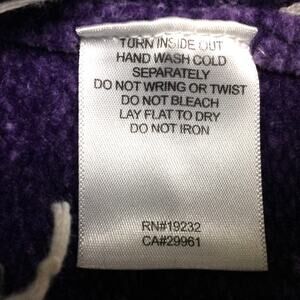 TURN INSIDE OUT
HAND WASH COLD
SEPARATELY
DO NOT WRING OR TWIST
DO NOT BLEACH
LAY FLAT TO DRY
DO NOT IRON
RN#19232
CA#29961